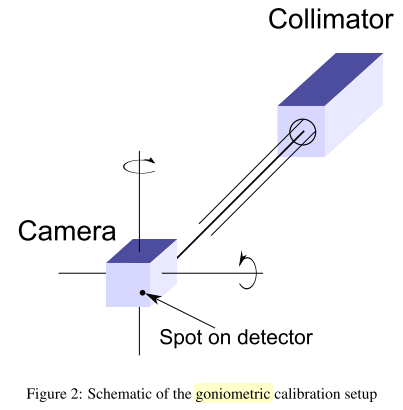 Collimator
Camera
Spot on detector
Figure 2: Schematic of the goniometric calibration setup